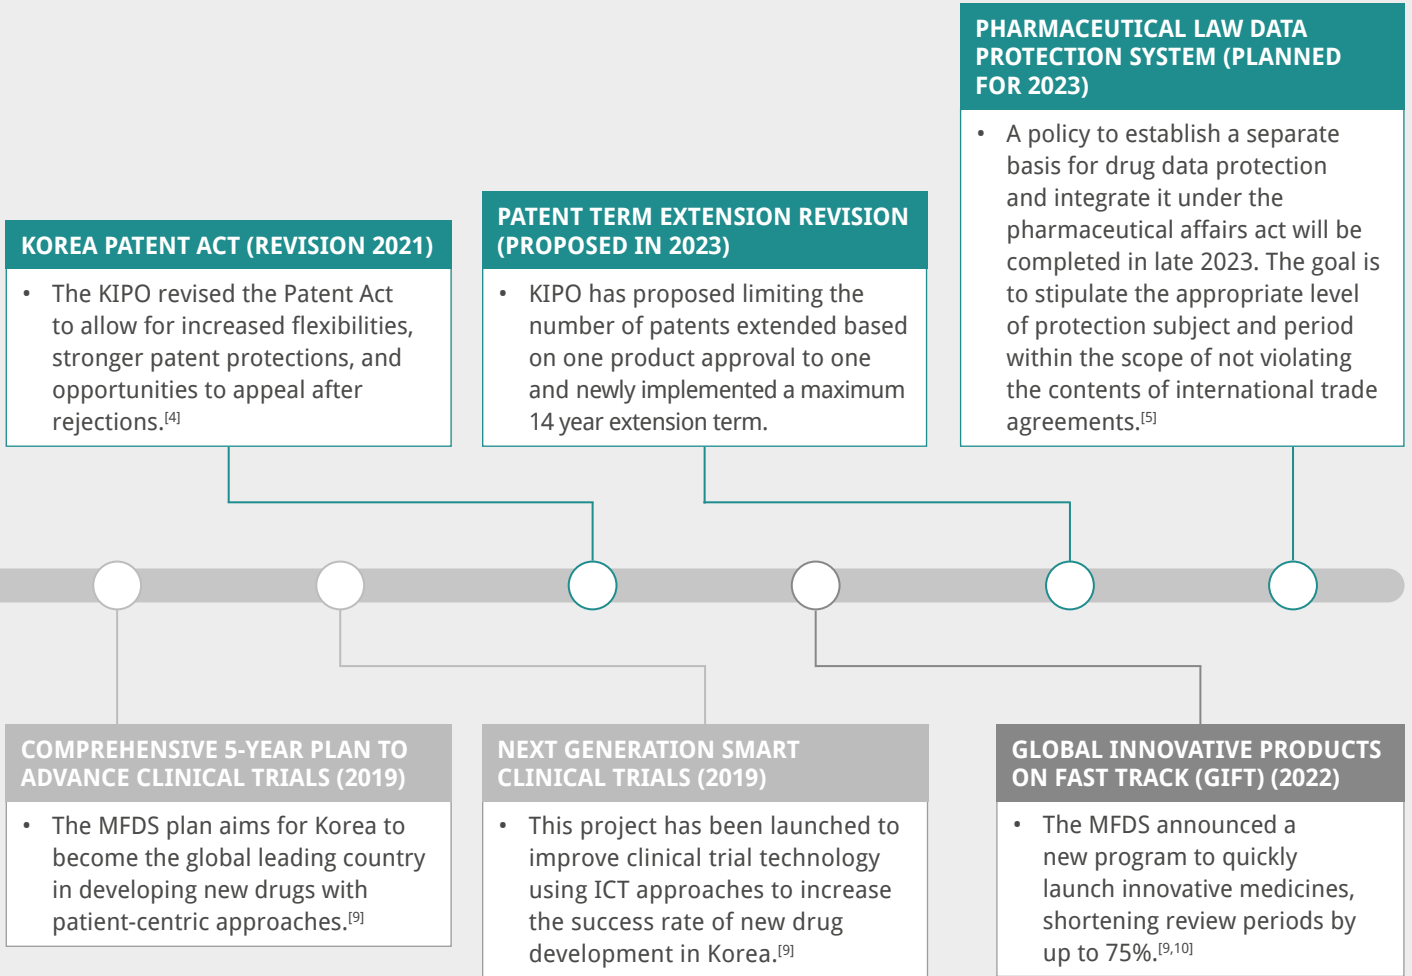 KOREA PATENT ACT (REVISION 2021)
• The KIPO revised the Patent Act
to allow for increased flexibilities,
stronger patent protections, and
opportunities to appeal after
rejections.[4]
PATENT TERM EXTENSION REVISION
(PROPOSED IN 2023)
• KIPO has proposed limiting the
number of patents extended based
on one product approval to one
and newly implemented a maximum
14 year extension term.
PHARMACEUTICAL LAW DATA
PROTECTION SYSTEM (PLANNED
FOR 2023)
• A policy to establish a separate
basis for drug data protection
and integrate it under the
pharmaceutical affairs act will be
completed in late 2023. The goal is
to stipulate the appropriate level
of protection subject and period
within the scope of not violating
the contents of international trade
agreements.[5]
COMPREHENSIVE 5-YEAR PLAN TO
ADVANCE CLINICAL TRIALS (2019)
• The MFDS plan aims for Korea to
become the global leading country
in developing new drugs with
patient-centric approaches.[9]
NEXT GENERATION SMART
CLINICAL TRIALS (2019)
• This project has been launched to
improve clinical trial technology
using ICT approaches to increase
the success rate of new drug
development in Korea.[9]
GLOBAL INNOVATIVE PRODUCTS
ON FAST TRACK (GIFT) (2022)
• The MFDS announced a
new program to quickly
launch innovative medicines,
shortening review periods by
up to 75%.[9,10]